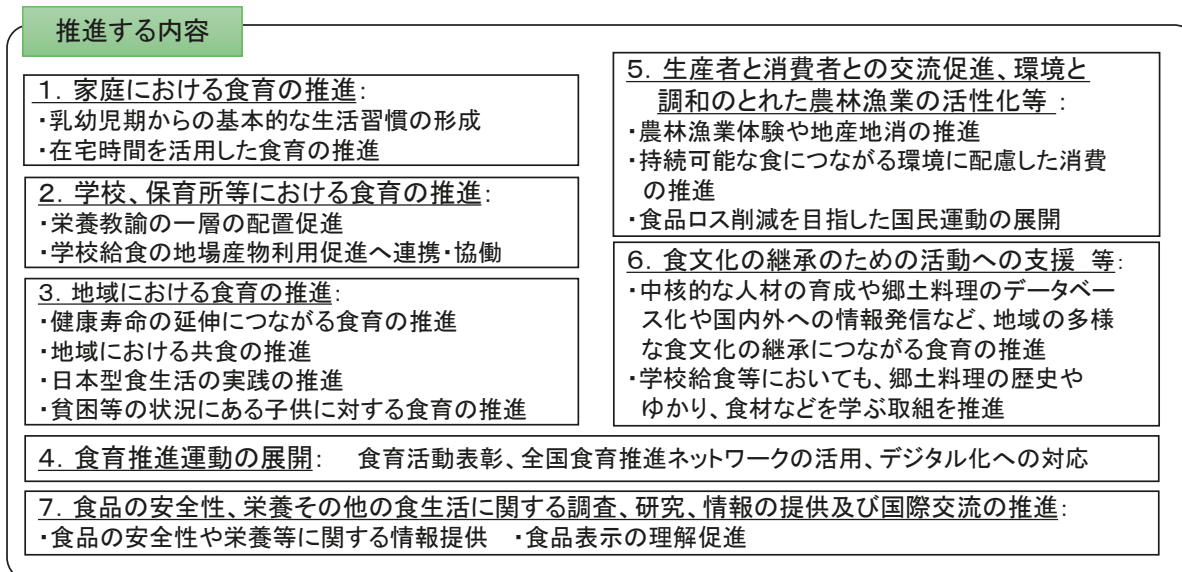 推進する内容
1．家庭における食育の推進：
・乳幼児期からの基本的な生活習慣の形成
・在宅時間を活用した食育の推進
2．学校、保育所等における食育の推進：
・栄養教諭の一層の配置促進
・学校給食の地場産物利用促進へ連携・協働
3．地域における食育の推進：
・健康寿命の延伸につながる食育の推進
・地域における共食の推進
・日本型食生活の実践の推進
・貧困等の状況にある子供に対する食育の推進
4．食育推進運動の展開：　食育活動表彰、全国食育推進ネットワークの活用、デジタル化への対応
5．生産者と消費者との交流促進、環境と
調和のとれた農林漁業の活性化等：
・農林漁業体験や地産地消の推進
・持続可能な食につながる環境に配慮した消費
の推進
・食品ロス削減を目指した国民運動の展開
6．食文化の継承のための活動への支援　等：
・中核的な人材の育成や郷土料理のデータベー
ス化や国内外への情報発信など、地域の多様
な食文化の継承につながる食育の推進
・学校給食等においても、郷土料理の歴史や
ゆかり、食材などを学ぶ取組を推進
7．食品の安全性、栄養その他の食生活に関する調査、研究、情報の提供及び国際交流の推進：
・食品の安全性や栄養等に関する情報提供　・食品表示の理解促進